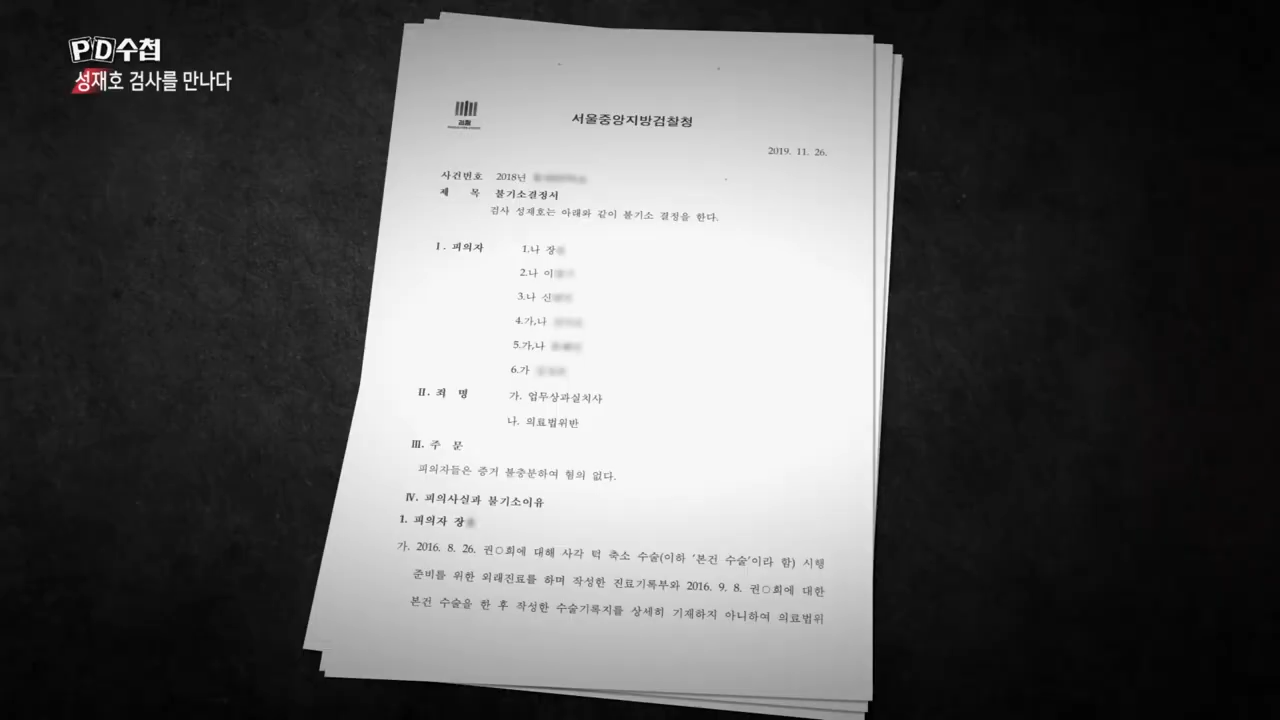 PD수첩
성재호 검사를 만나다
검찰
서울중앙지방검찰청
2019. 11. 26.
사건번호 2018년
제 목 불기소결정서
검사 성재호는 아래와 같이 불기소 결정을 한다.
Ⅰ. 피의자 1.나 장
2.나 이
3.나 신
4.가,나
5.가,나
6.가
Ⅱ. 죄 명 가. 업무상과실치사
나. 의료법위반
Ⅲ. 주 문
피의자들은 증거 불충분하여 혐의 없다.
Ⅳ. 피의사실과 불기소이유
1. 피의자 장
가. 2016. 8. 26. 권○희에 대해 사각 턱 축소 수술(이하 '본건 수술'이라 함) 시행
준비를 위한 외래진료를 하며 작성한 진료기록부와 2016. 9. 8. 권○희에 대한
본건 수술을 한 후 작성한 수술기록지를 상세히 기재하지 아니하여 의료법위